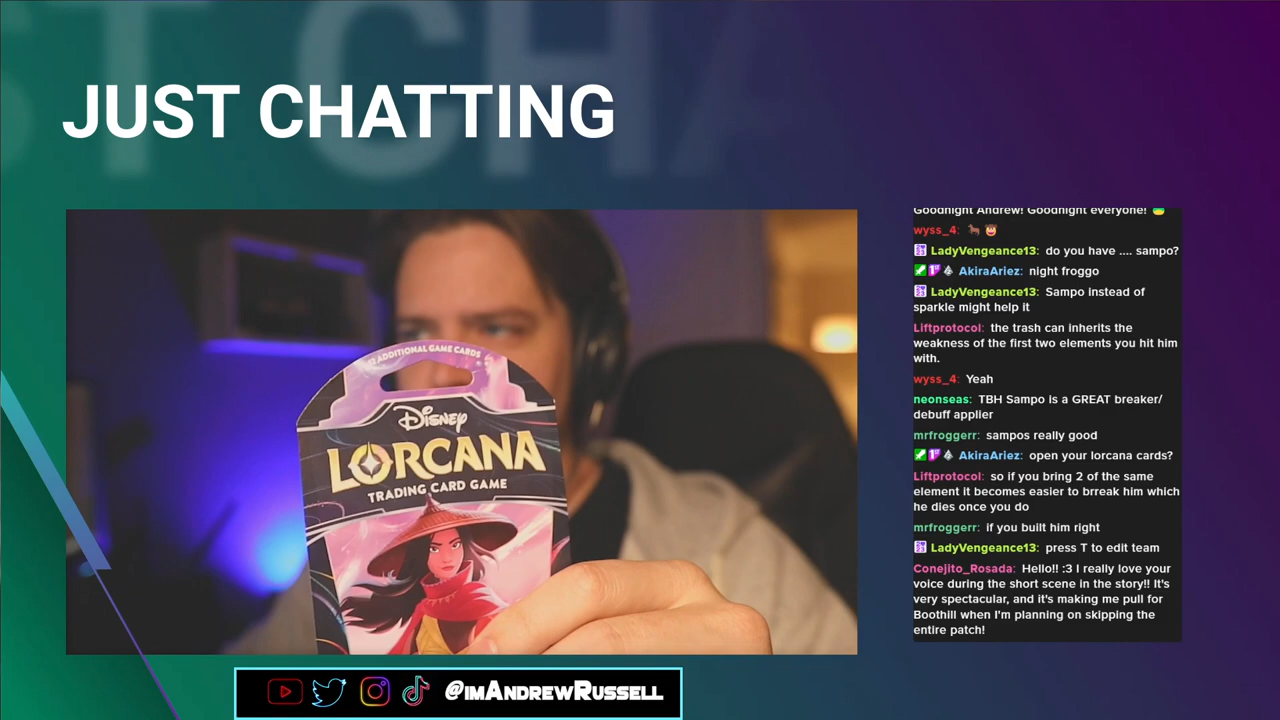 ST CHA
JUST CHATTING
12 ADDITIONAL GAME CARDS
Disney
LORCANA
TRADING CARD GAME
Goodnight Andrew! Goodnight everyone!
wyss_4:
LadyVengeance13: do you have .... sampo?
AkiraAriez: night froggo
LadyVengeance13: Sampo instead of
sparkle might help it
Liftprotocol: the trash can inherits the
weakness of the first two elements you hit him
with.
wyss_4: Yeah
neonseas: TBH Sampo is a GREAT breaker/
debuff applier
mrfroggerr: sampos really good
AkiraAriez: open your lorcana cards?
Liftprotocol: so if you bring 2 of the same
element it becomes easier to brreak him which
he dies once you do
mrfroggerr: if you built him right
LadyVengeance13: press T to edit team
Conejito_Rosada: Hello!! :3 I really love your
voice during the short scene in the story!! It's
very spectacular, and it's making me pull for
Boothill when I'm planning on skipping the
entire patch!
@imAndrewRussell